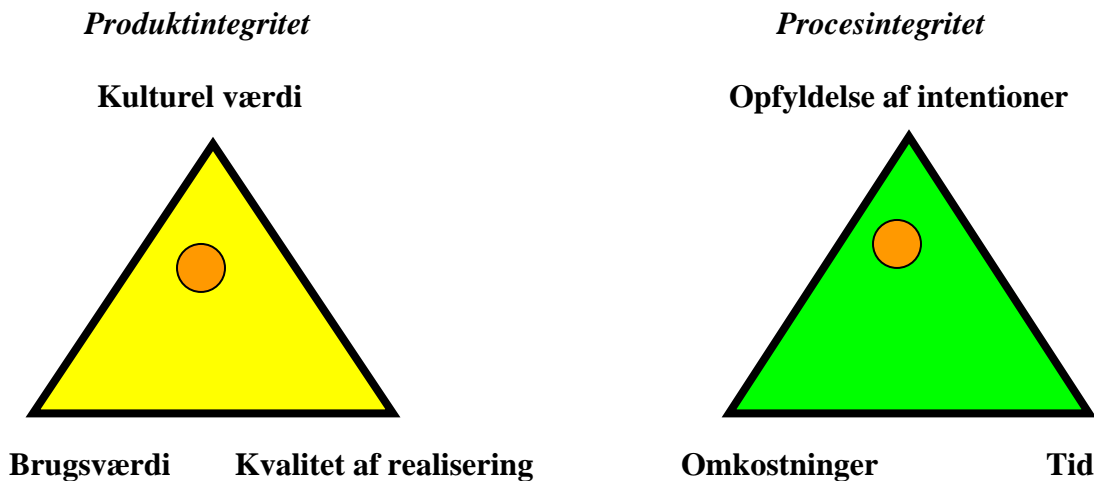 Produktintegritet
Procesintegritet
Kulturel værdi
Opfyldelse af intentioner
Brugsværdi
Kvalitet af realisering
Omkostninger
Tid